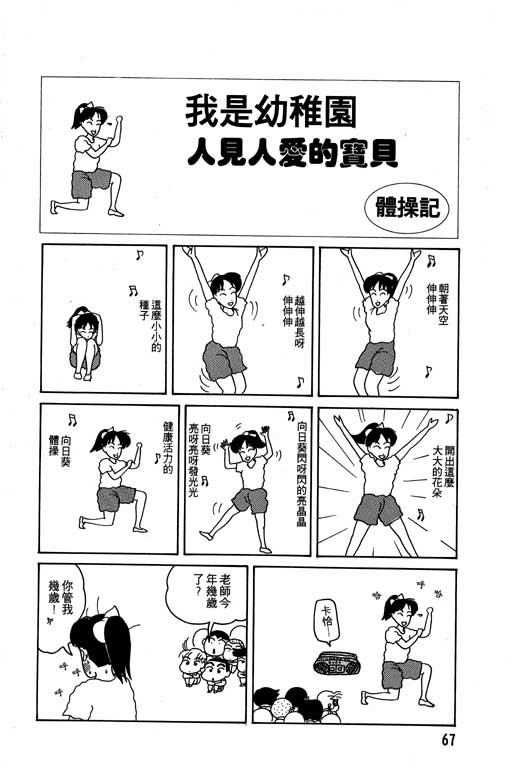 我是幼稚園
人見人愛的寶貝
體操記
朝著天空
伸伸伸
越伸越長呀
伸伸伸
這麼小小的
種子
開出這麼
大大的花朵
向日葵閃呀閃的亮晶晶
向日葵
亮呀亮呀發光光
健康活力的
向日葵
體操
呼
哈
卡恰—
老師今
年幾歲
了?
你管我
幾歲!
呼
呼
67